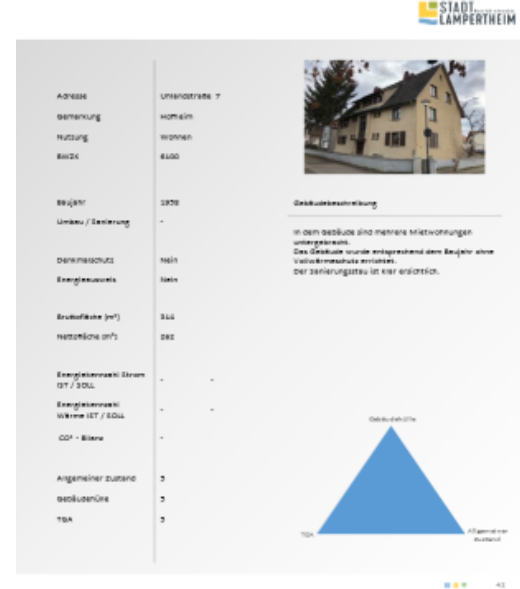 STADT
LAMPERTHEIM
Adresse Uhlandstraße 7
Gemarkung Hofheim
Nutzung Wohnen
BWZK 6100
Baujahr 1958
Umbau / Sanierung -
Denkmalschutz Nein
Energieausweis Nein
Bruttofläche (m²)
Nettofläche (m²)
Energiekennzahl Strom
IST / SOLL - -
Energiekennzahl
Wärme IST / SOLL - -
CO² - Bilanz -
Allgemeiner Zustand 3
Gebäudehülle 3
TGA 3
Gebäudebeschreibung
In dem Gebäude sind mehrere Mietwohnungen
untergebracht.
Das Gebäude wurde entsprechend dem Baujahr ohne
Vollwärmeschutz errichtet.
Der Sanierungsstau ist klar ersichtlich.
Gebäudehülle
TGA
Allgemeiner
Zustand